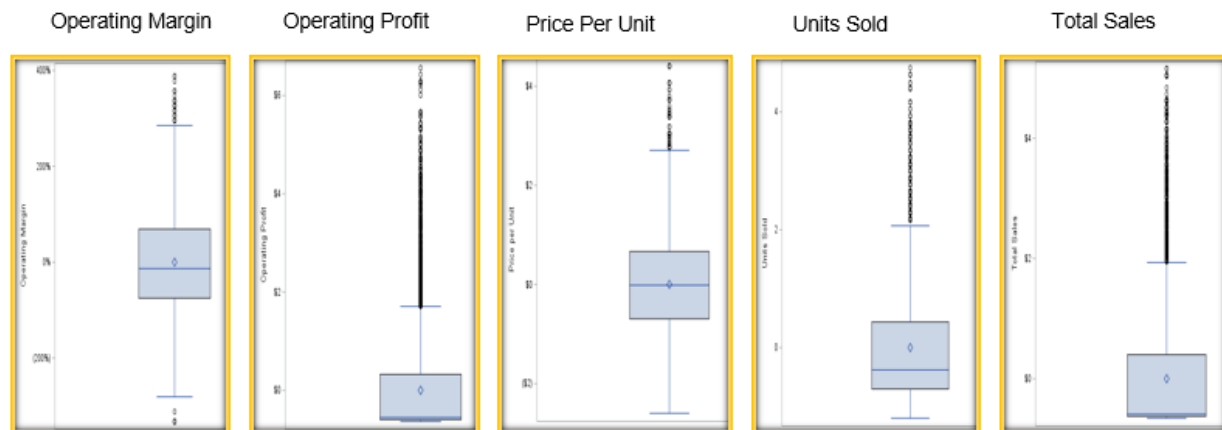 Operating Margin
Operating Profit
Price Per Unit
Units Sold
Total Sales
400%
200%
0%
(200%)
Operating Margin
$6
$4
$2
$0
Operating Profit
$4
$2
$0
($2)
Price per Unit
4
2
0
Units Sold
$4
$2
$0
Total Sales